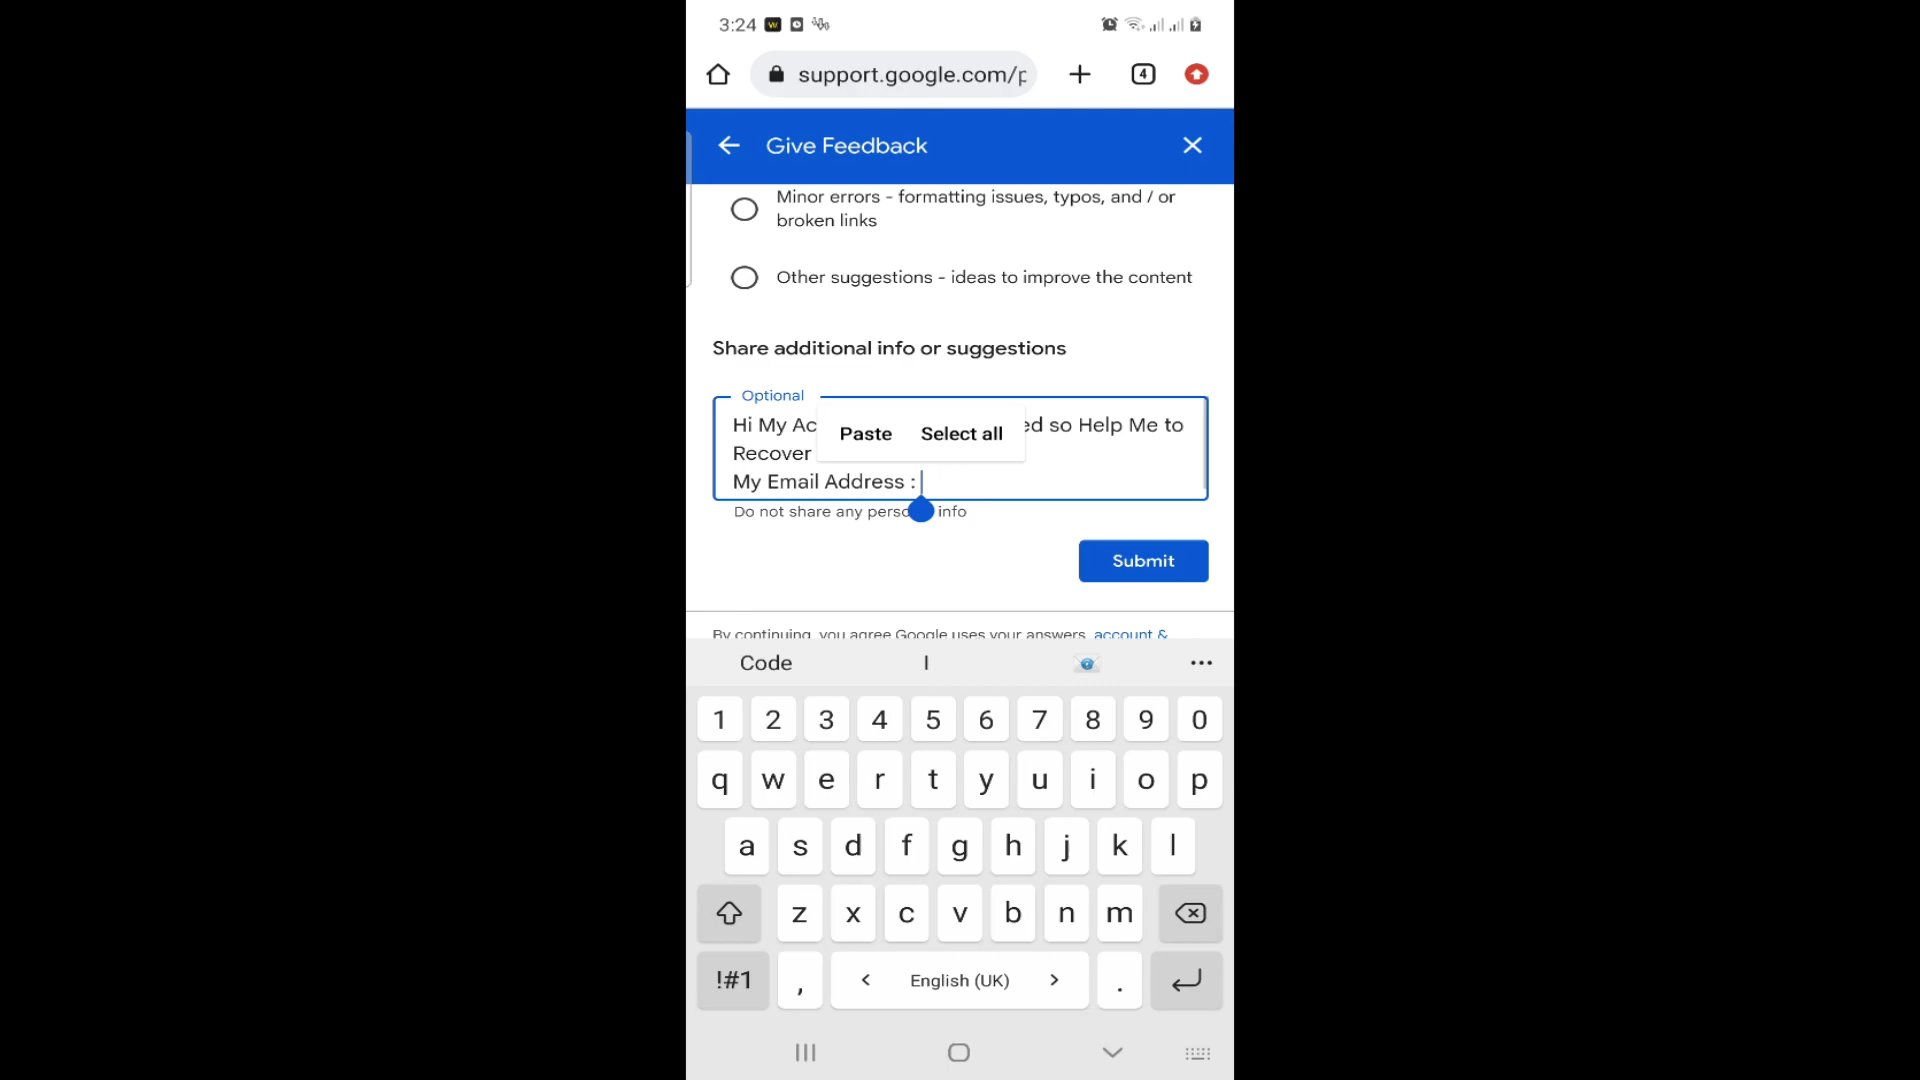 3:24
support.google.com/p
4
Give Feedback
Minor errors - formatting issues, typos, and / or
broken links
Other suggestions - ideas to improve the content
Share additional info or suggestions
Optional
Hi My Ac ed so Help Me to
Paste Select all
Recover
My Email Address :
Do not share any perso info
Submit
By continuing, you agree Google uses your answers, account &
Code I
1 2 3 4 5 6 7 8 9 0
q w e r t y u i o p
a s d f g h j k l
z x c v b n m
!#1 , < English (UK) > .